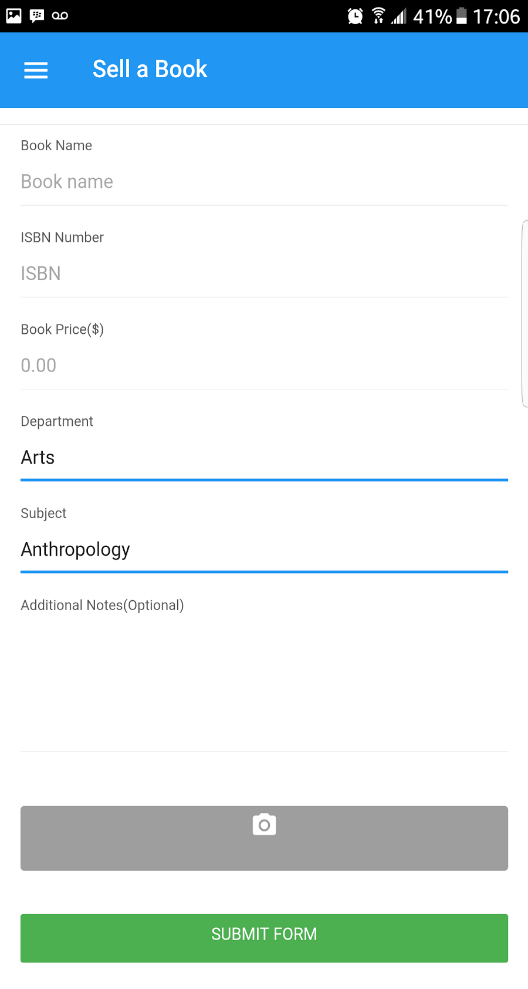 41% 17:06
Sell a Book
Book Name
Book name
ISBN Number
ISBN
Book Price($)
0.00
Department
Arts
Subject
Anthropology
Additional Notes(Optional)
SUBMIT FORM